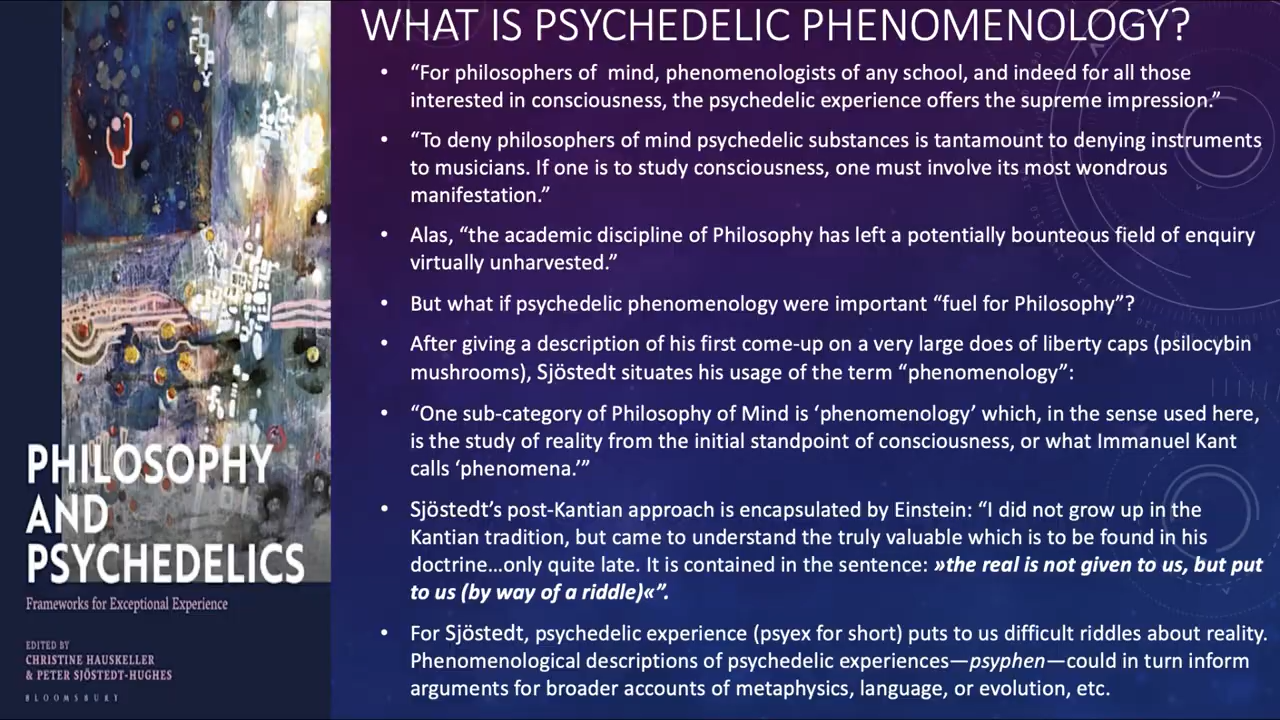 WHAT IS PSYCHEDELIC PHENOMENOLOGY?
• “For philosophers of mind, phenomenologists of any school, and indeed for all those
interested in consciousness, the psychedelic experience offers the supreme impression.”
• “To deny philosophers of mind psychedelic substances is tantamount to denying instruments
to musicians. If one is to study consciousness, one must involve its most wondrous
manifestation.”
• Alas, “the academic discipline of Philosophy has left a potentially bounteous field of enquiry
virtually unharvested.”
• But what if psychedelic phenomenology were important “fuel for Philosophy”?
• After giving a description of his first come-up on a very large does of liberty caps (psilocybin
mushrooms), Sjöstedt situates his usage of the term “phenomenology”:
• “One sub-category of Philosophy of Mind is ‘phenomenology’ which, in the sense used here,
is the study of reality from the initial standpoint of consciousness, or what Immanuel Kant
calls ‘phenomena.’”
• Sjöstedt’s post-Kantian approach is encapsulated by Einstein: “I did not grow up in the
Kantian tradition, but came to understand the truly valuable which is to be found in his
doctrine…only quite late. It is contained in the sentence: »the real is not given to us, but put
to us (by way of a riddle)«”.
• For Sjöstedt, psychedelic experience (psyex for short) puts to us difficult riddles about reality.
Phenomenological descriptions of psychedelic experiences—psyphen—could in turn inform
arguments for broader accounts of metaphysics, language, or evolution, etc.
PHILOSOPHY
AND
PSYCHEDELICS
Frameworks for Exceptional Experience
EDITED BY
CHRISTINE HAUSKELLER
& PETER SJÖSTEDT-HUGHES
BLOOMSBURY